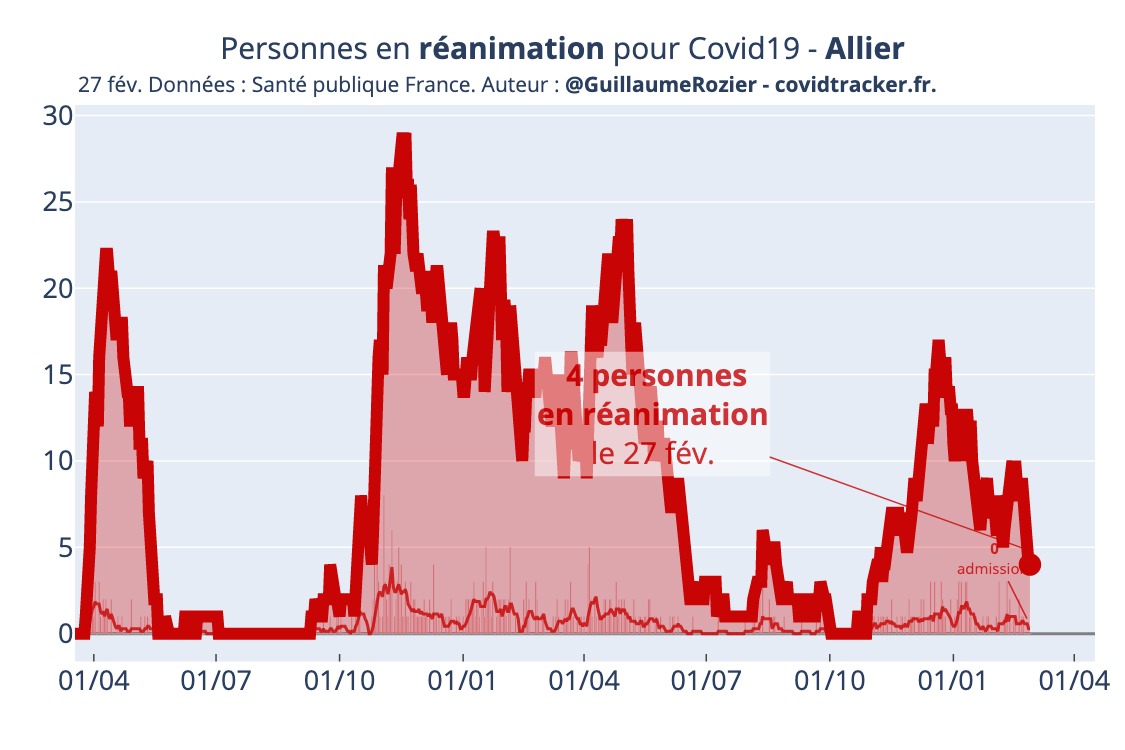 Personnes en réanimation pour Covid19 - Allier
27 fév. Données : Santé publique France. Auteur : @GuillaumeRozier - covidtracker.fr.
30
25
20
15
10
5
0
4 personnes
en réanimation
le 27 fév.
0
admissio
01/04
01/07
01/10
01/01
01/04
01/07
01/10
01/01
01/04